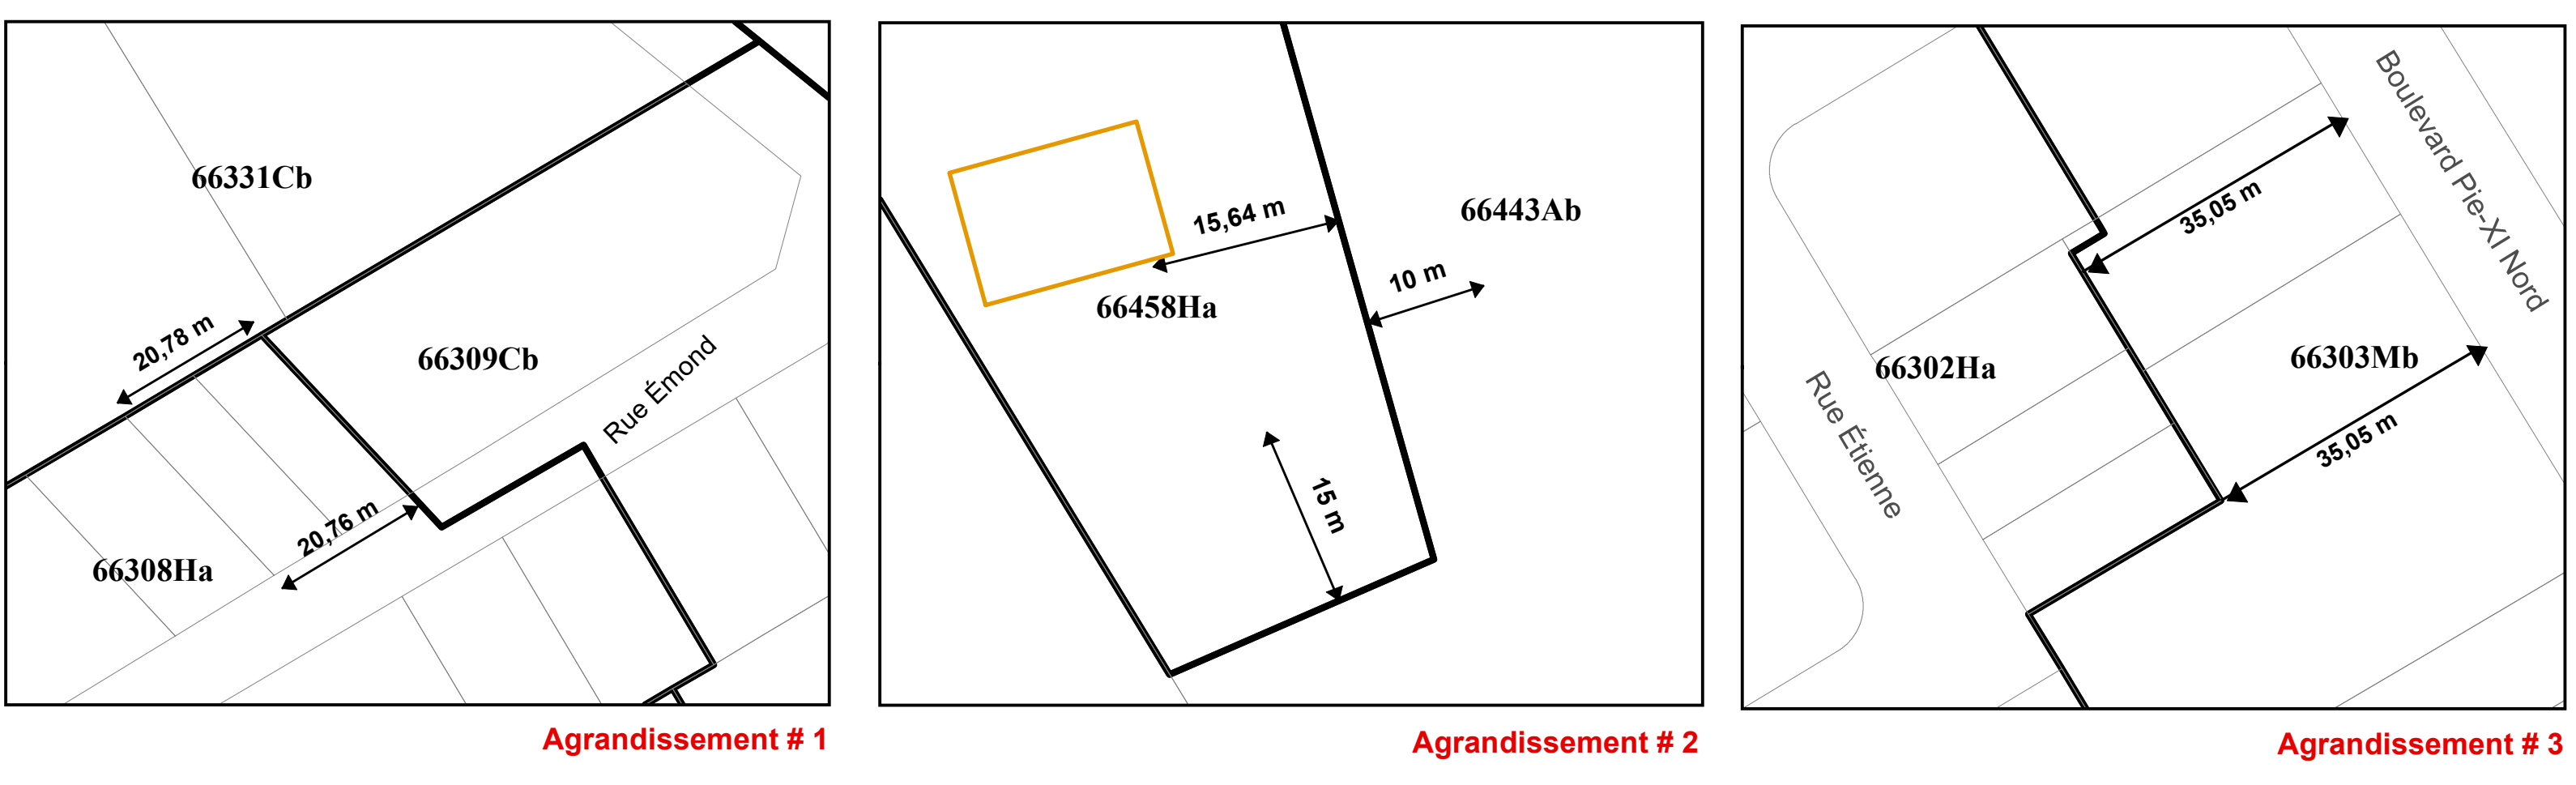 66331Cb
20,78 m
66309Cb
Rue Émond
20,76 m
66308Ha
Agrandissement # 1
15,64 m
66443Ab
10 m
66458Ha
15 m
Agrandissement # 2
Boulevard Pie-XI Nord
35,05 m
66302Ha
66303Mb
Rue Étienne
35,05 m
Agrandissement # 3